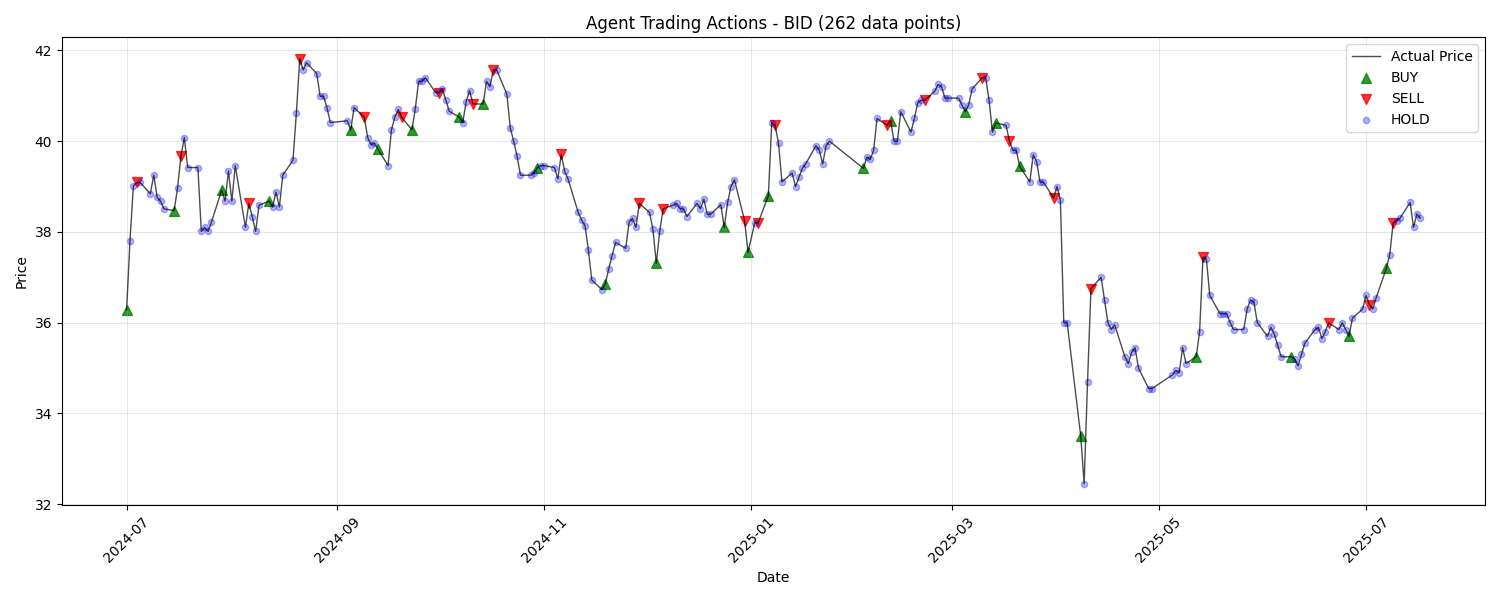 Agent Trading Actions - BID (262 data points)
Actual Price
BUY
SELL
HOLD
Price
42
40
38
36
34
32
2024-07
2024-09
2024-11
2025-01
2025-03
2025-05
2025-07
Date